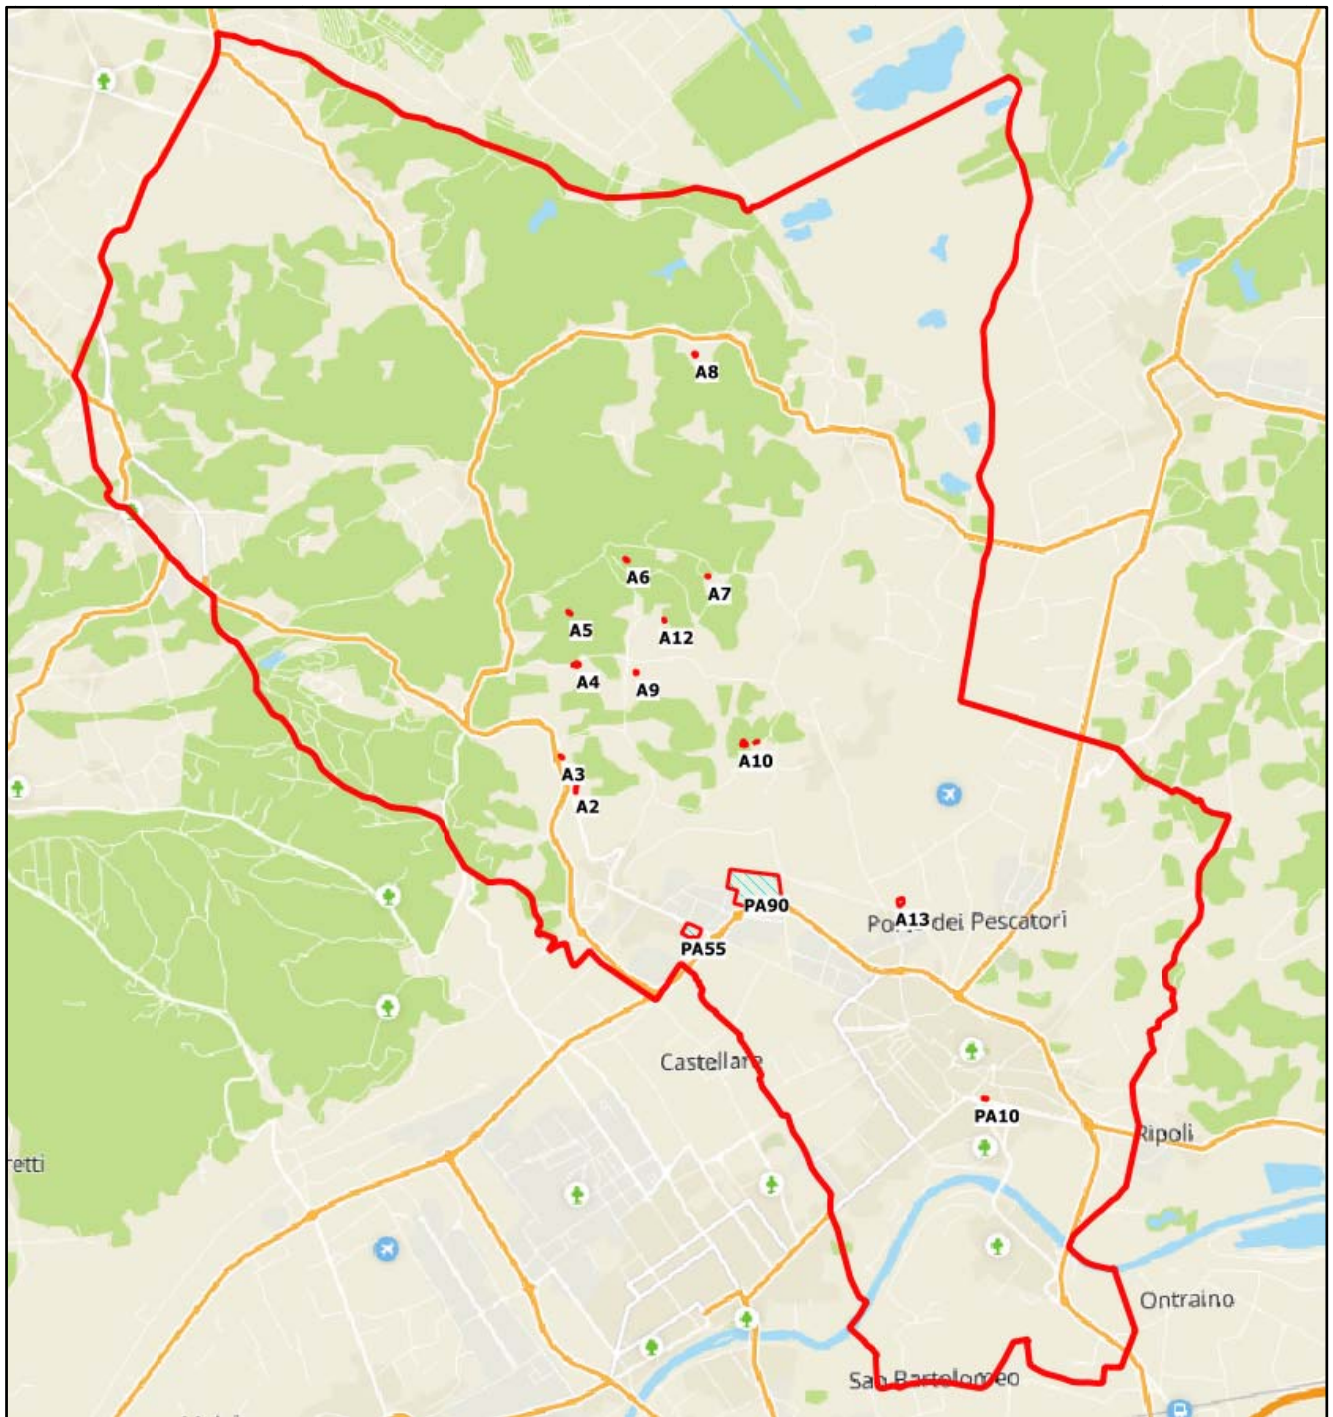 A8
A6
A7
A5
A12
A4
A9
A10
A3
A2
PA90
A13
Porto dei Pescatori
PA55
Castellare
PA10
Ripoli
retti
Ontraino
San Bartolomeo